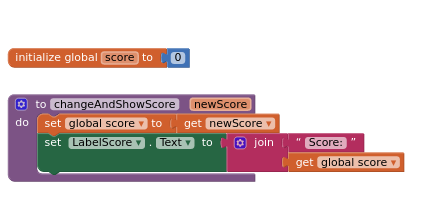 initialize global score to 0
to changeAndShowScore newScore
do set global score to get newScore
set LabelScore . Text to join " Score: "
get global score